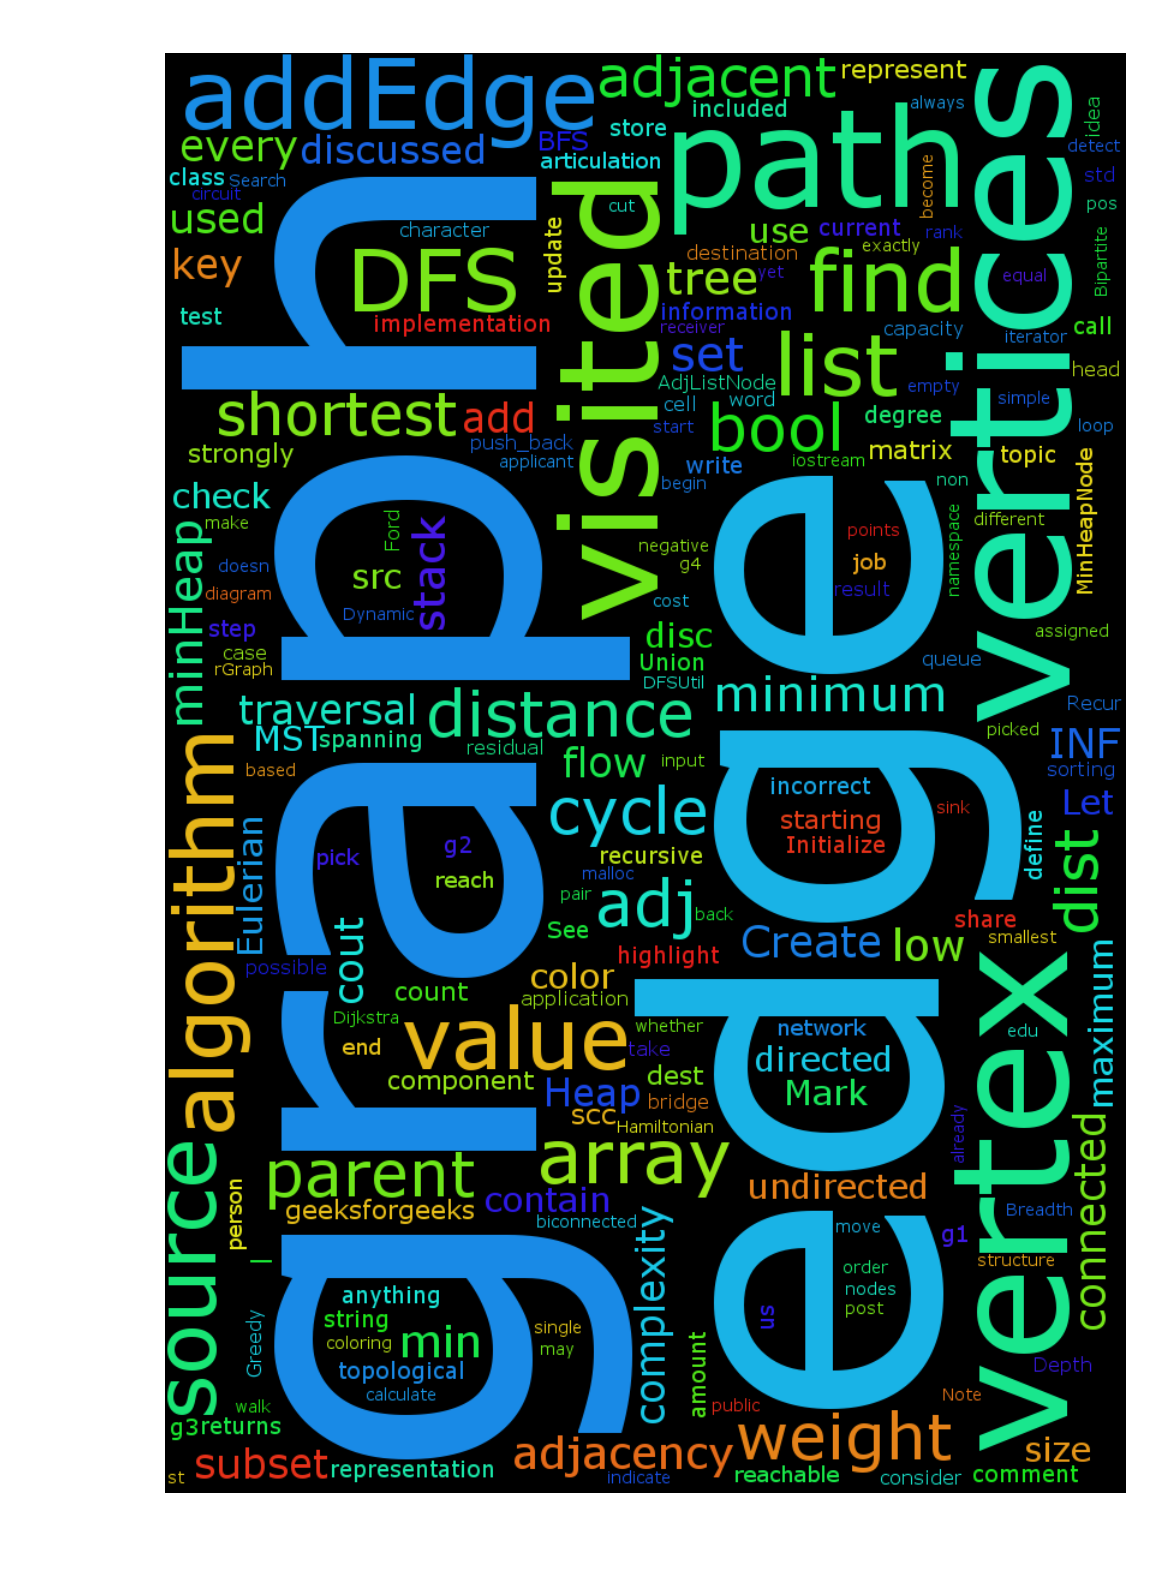 addEdge
adjacent
represent
included
always
vertices
idea
every
discussed
BFS
store
path
detect
class
Search
articulation
std
circuit
visited
become
used
graph
cut
pos
character
update
use
current
rank
key
DFS
destination
exactly
Bipartite
tree
yet
find
equal
test
implementation
information
receiver
capacity
iterator
call
set
list
head
AdjListNode
empty
shortest
add
cell
word
bool
degree
simple
start
loop
strongly
push_back
applicant
write
iostream
matrix
topic
begin
edge
non
MinHeapNode
check
make
Ford
stack
namespace
different
minHeap
negative
g4
points
doesn
src
job
diagram
Dynamic
cost
result
step
disc
assigned
case
rGraph
Union
queue
DFSUtil
minimum
traversal
distance
Recur
MST
spanning
residual
picked
INF
algorithm
based
flow
input
sorting
incorrect
cycle
starting
sink
Let
Eulerian
pick
g2
recursive
Initialize
define
dist
reach
malloc
pair
adj
back
share
cout
See
Create
low
smallest
possible
highlight
vertex
maximum
color
count
application
Dijkstra
value
whether
network
edu
end
take
directed
component
Heap
dest
Mark
bridge
scc
Hamiltonian
already
connected
source
parent
array
undirected
person
contain
geeksforgeeks
biconnected
complexity
Breadth
move
g1
l
structure
order
anything
nodes
string
us
post
Greedy
coloring
min
single
may
amount
topological
Depth
calculate
public
Note
walk
g3
returns
weight
subset
representation
adjacency
size
st
indicate
reachable
consider
comment